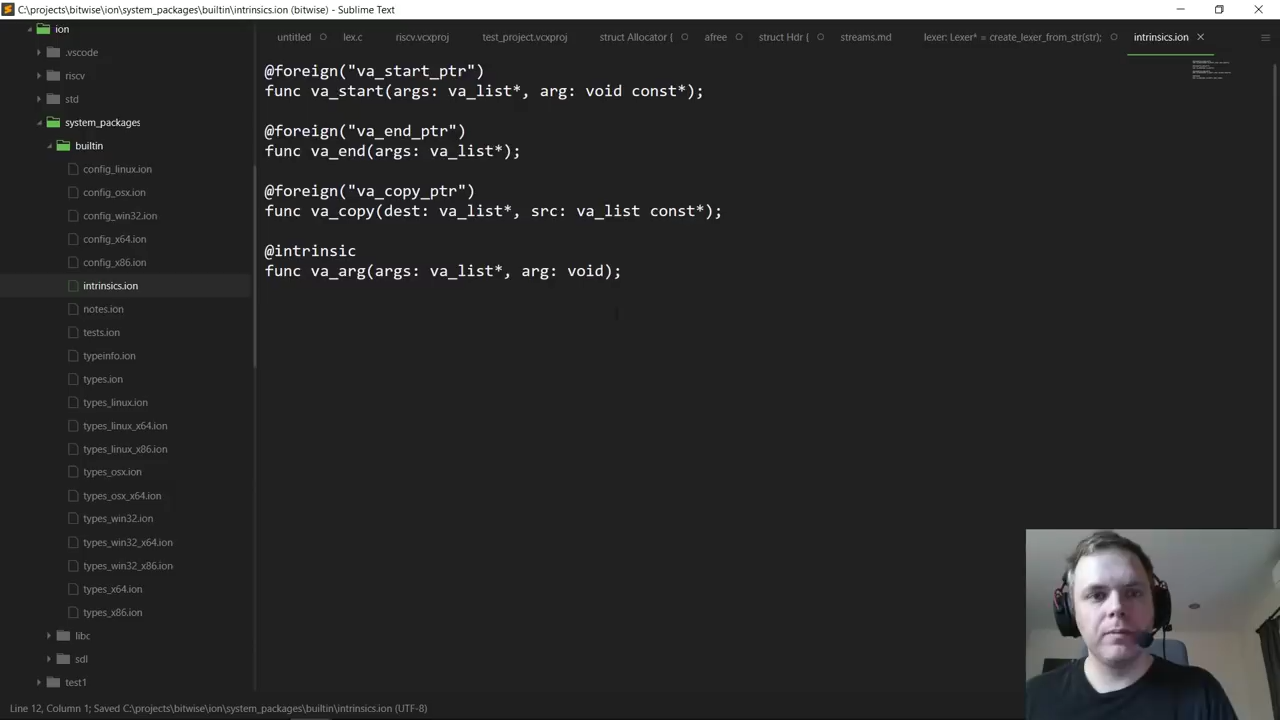 C:\projects\bitwise\ion\system_packages\builtin\intrinsics.ion (bitwise) - Sublime Text
ion
.vscode
riscv
std
system_packages
builtin
config_linux.ion
config_osx.ion
config_win32.ion
config_x64.ion
config_x86.ion
intrinsics.ion
notes.ion
tests.ion
typeinfo.ion
types.ion
types_linux.ion
types_linux_x64.ion
types_linux_x86.ion
types_osx.ion
types_osx_x64.ion
types_win32.ion
types_win32_x64.ion
types_win32_x86.ion
types_x64.ion
types_x86.ion
libc
sdl
test1
untitled lex.c riscv.vcxproj test_project.vcxproj struct Allocator { afree struct Hdr { streams.md lexer: Lexer* = create_lexer_from_str(str); intrinsics.ion
@foreign("va_start_ptr")
func va_start(args: va_list*, arg: void const*);
@foreign("va_end_ptr")
func va_end(args: va_list*);
@foreign("va_copy_ptr")
func va_copy(dest: va_list*, src: va_list const*);
@intrinsic
func va_arg(args: va_list*, arg: void);
Line 12, Column 1; Saved C:\projects\bitwise\ion\system_packages\builtin\intrinsics.ion (UTF-8)